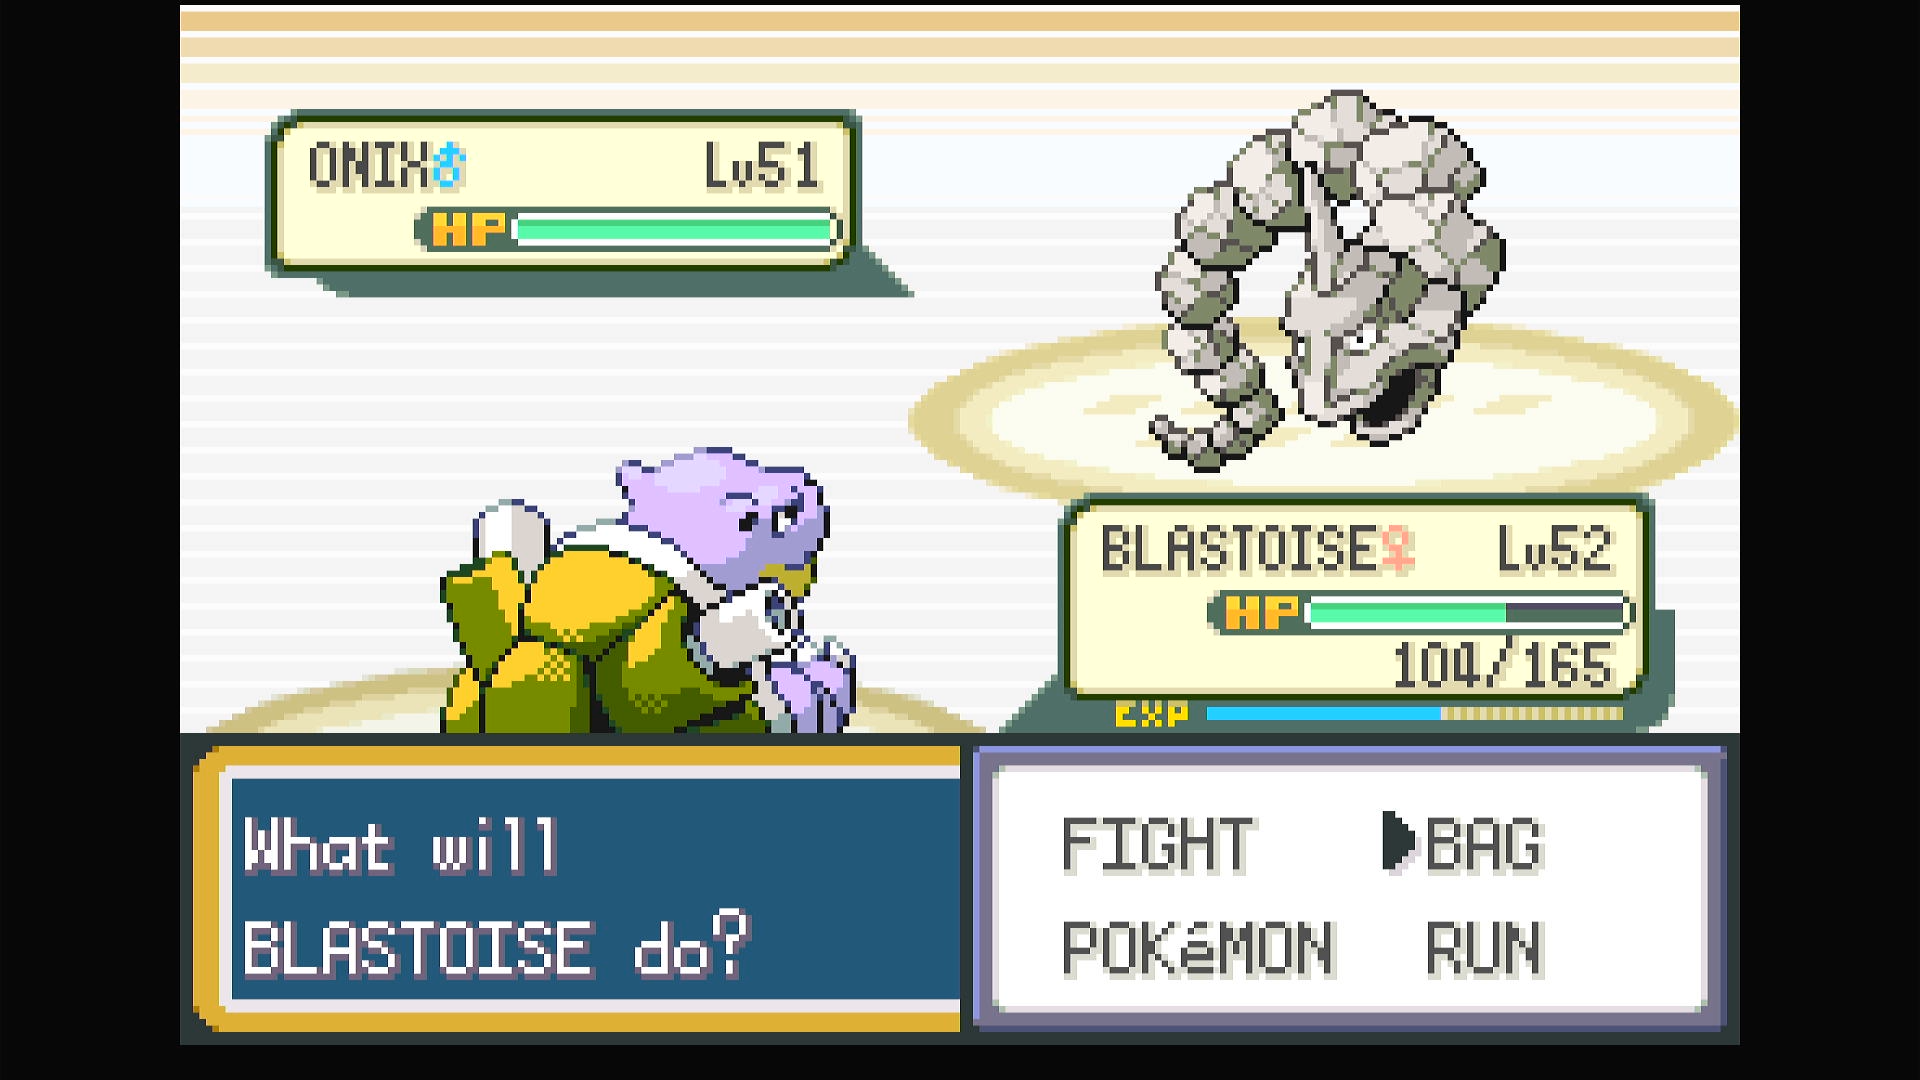 ONIX♂ Lv51
HP
BLASTOISE♀ Lv52
HP
104/165
EXP
What will
BLASTOISE do?
FIGHT BAG
POKéMON RUN